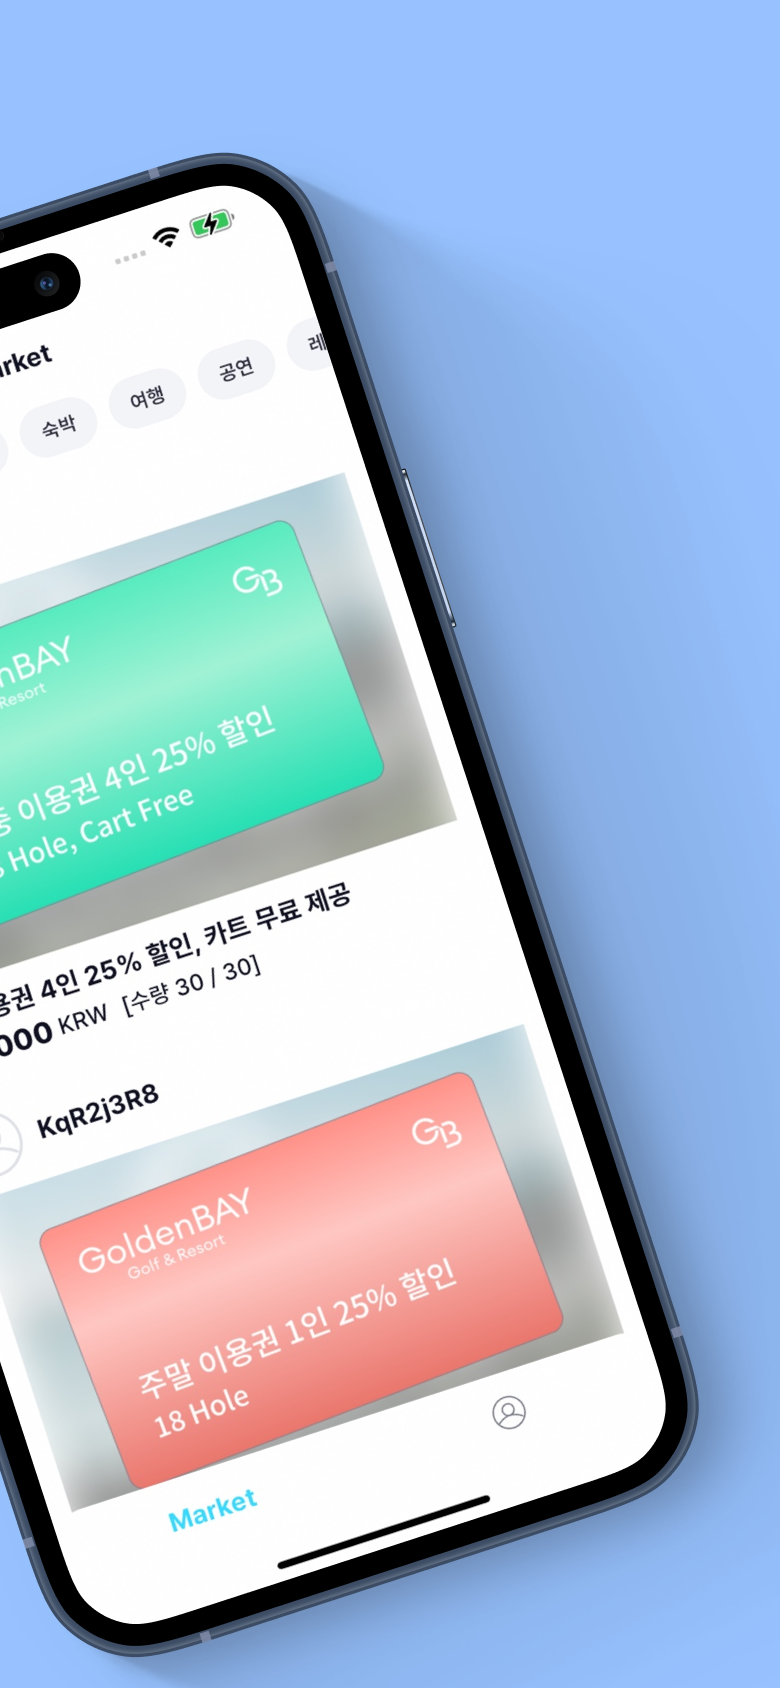 Market
숙박
여행
공연
GB
nBAY
Resort
이용권 4인 25% 할인
Hole, Cart Free
용권 4인 25% 할인, 카트 무료 제공
000 KRW [수량 30 / 30]
KqR2j3R8
GB
GoldenBAY
Golf & Resort
주말 이용권 1인 25% 할인
18 Hole
Market